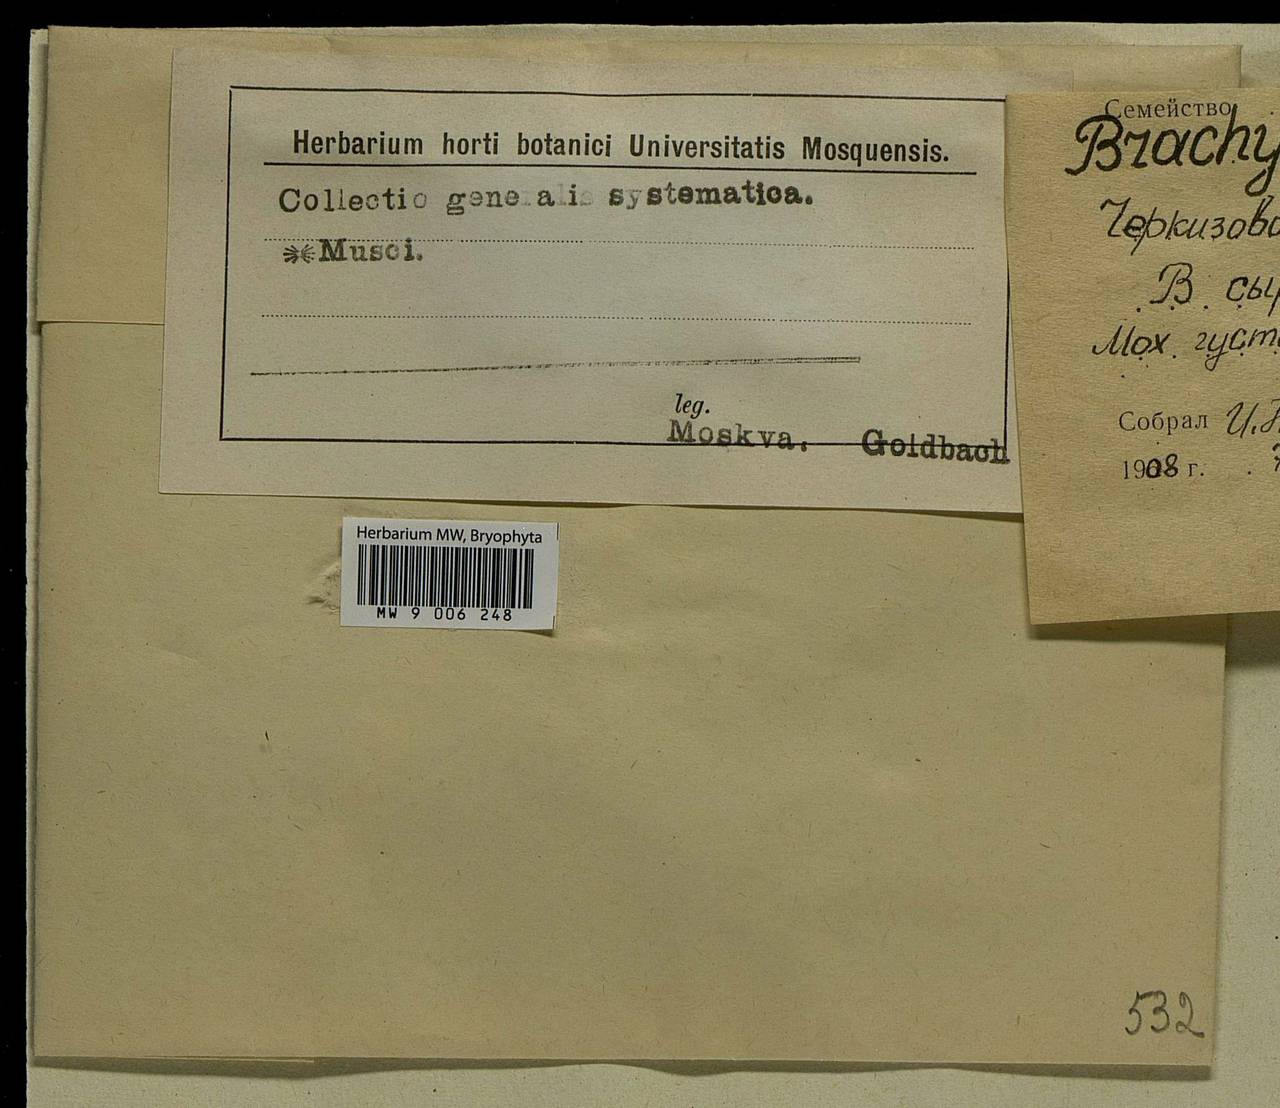 Herbarium horti botanici Universitatis Mosquensis.
Collectio generalis systematica.
Musci.
leg.
Moskva. Goldbach
Семейство
Brachy
Черкизово
В сы
Мох густ
Собрал И.
1908 г.
Herbarium MW, Bryophyta
MW 9 006 248
532